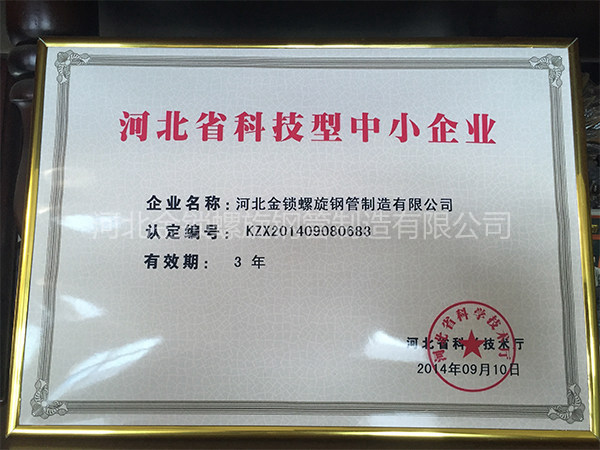 河北省科技型中小企业
企业名称：河北金锁螺旋钢管制造有限公司
河北金锁螺旋钢管制造有限公司
认定编号： KZX201409080683
有效期： 3 年
河北省科学技术厅
河北省科学技术厅
2014年09月10日